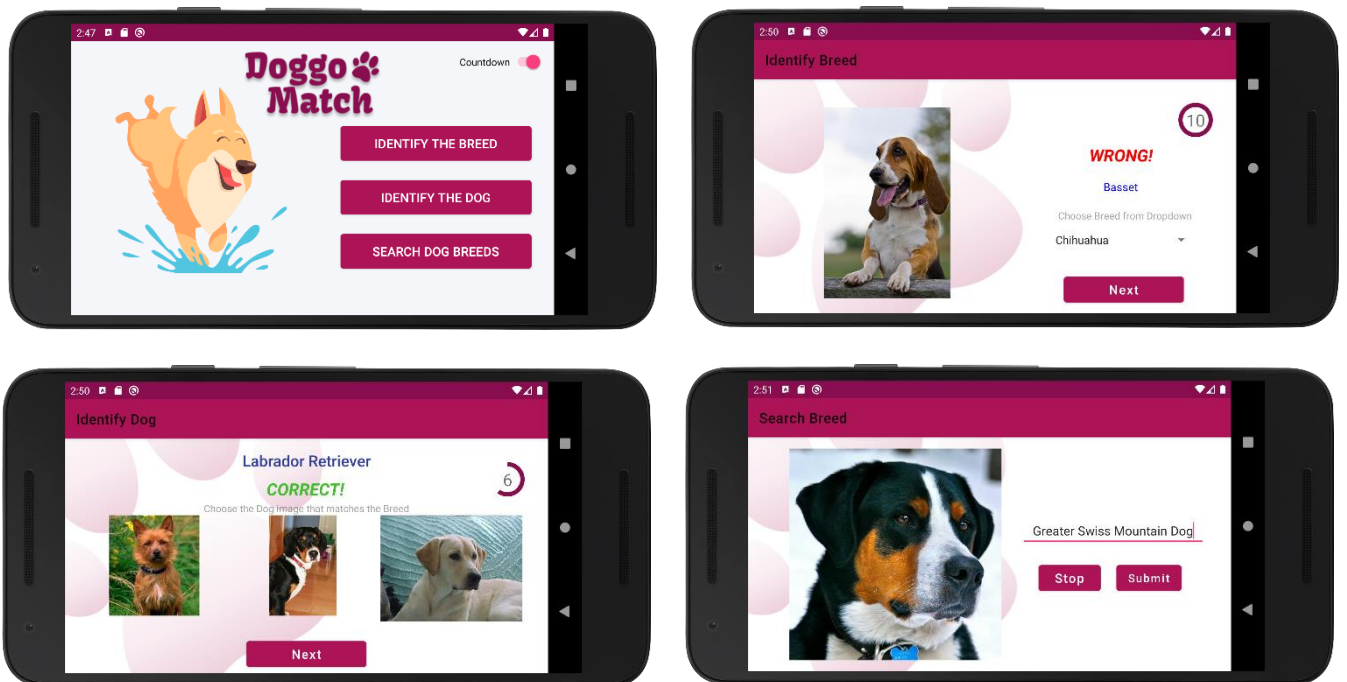 2:47
Doggo
Match
Countdown
IDENTIFY THE BREED
IDENTIFY THE DOG
SEARCH DOG BREEDS
2:50
Identify Breed
10
WRONG!
Basset
Choose Breed from Dropdown
Chihuahua
Next
2:50
Identify Dog
Labrador Retriever
6
CORRECT!
Choose the Dog image that matches the Breed
Next
2:51
Search Breed
Greater Swiss Mountain Dog
Stop Submit